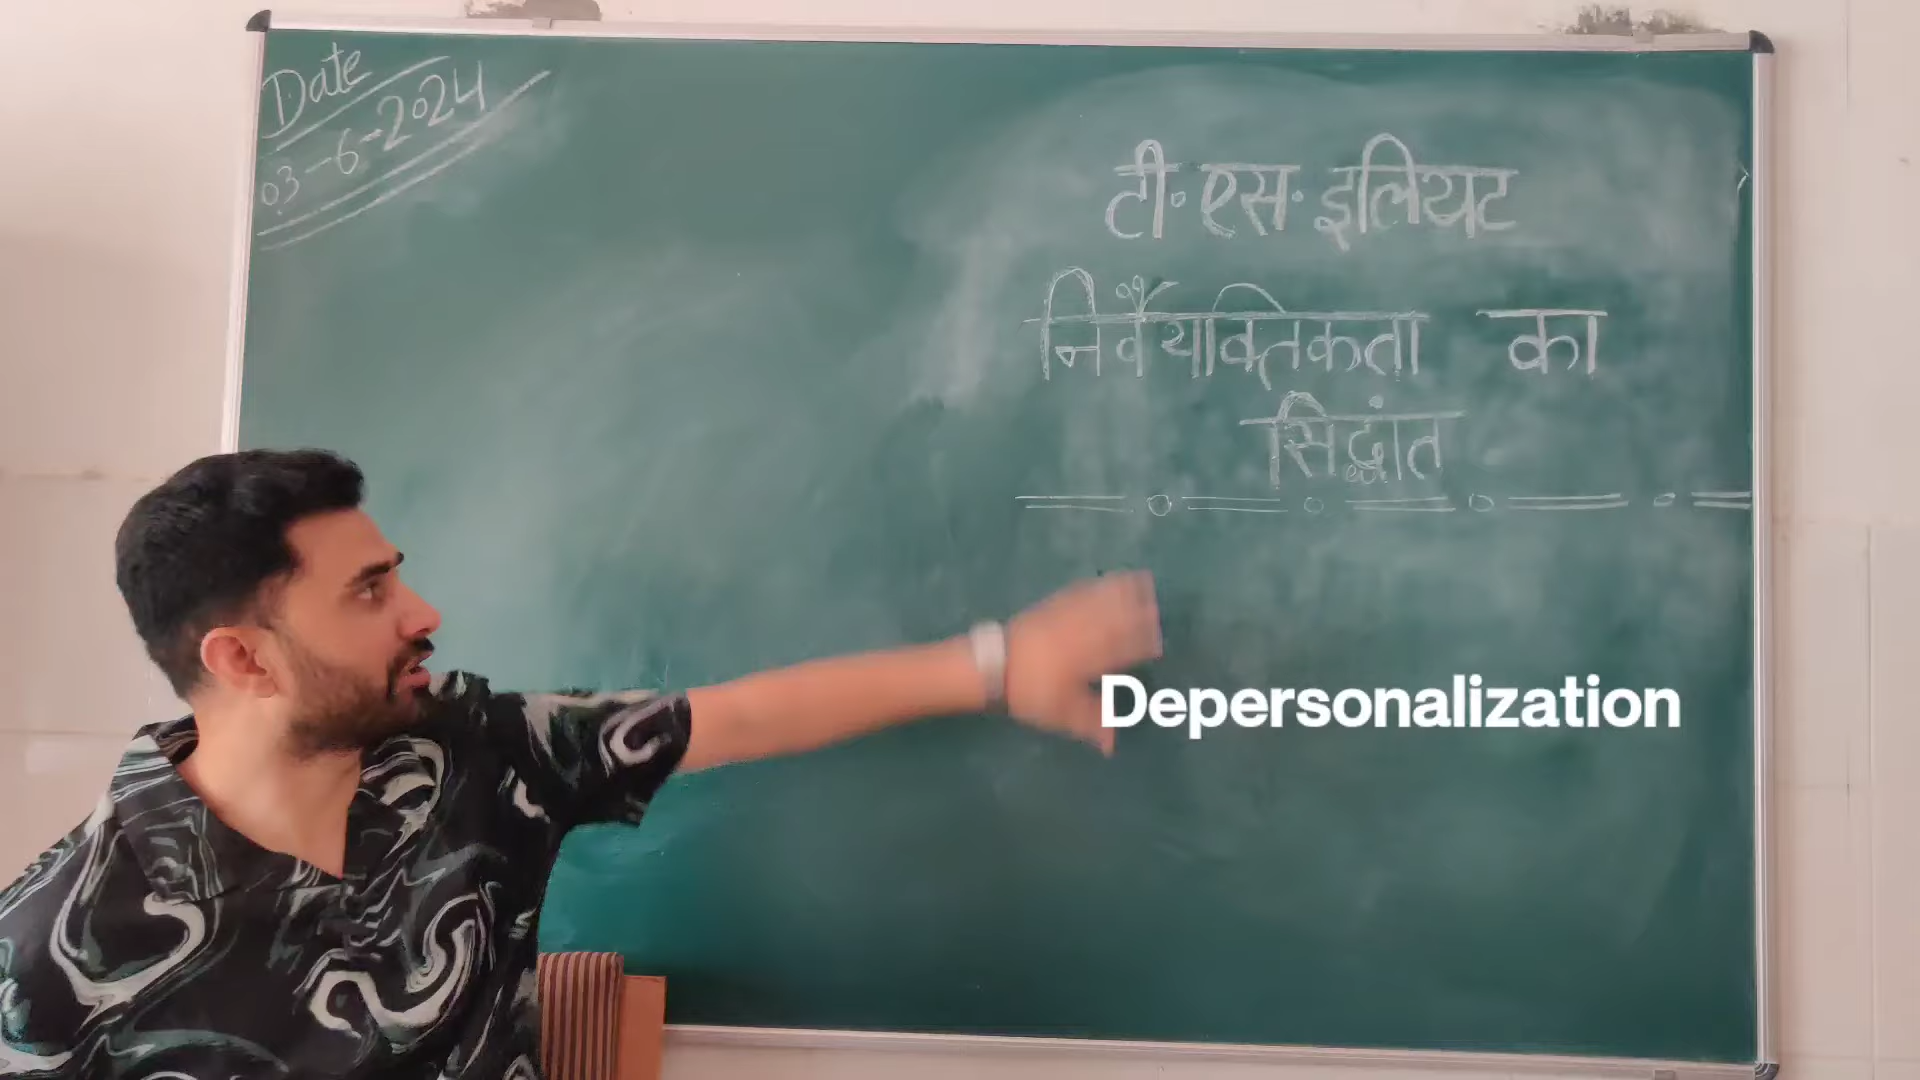 Date
03-6-2024
टी. एस. इलियट
निर्वैयक्तिकता का
सिद्धांत
Depersonalization